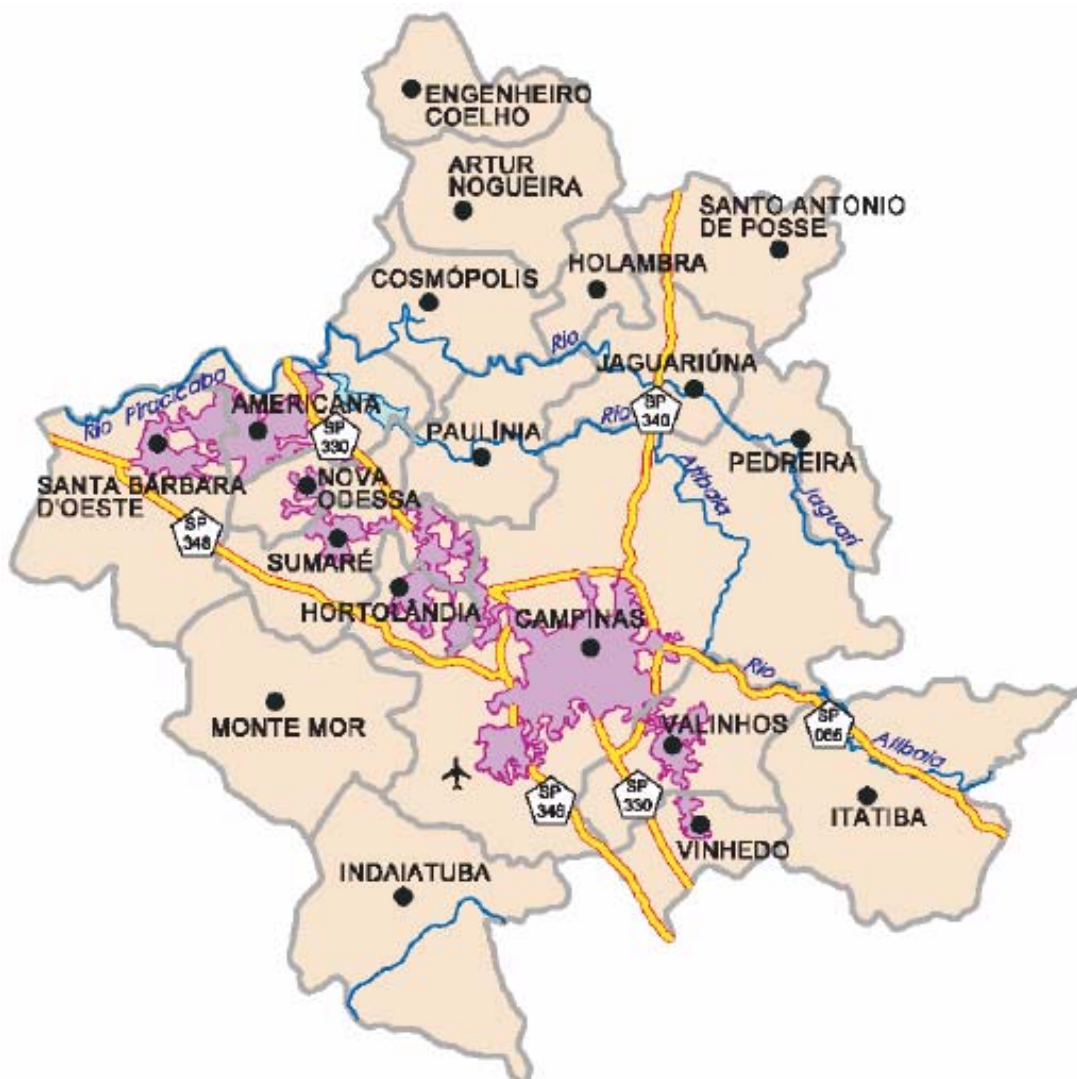 ENGENHEIRO
COELHO
ARTUR
NOGUEIRA
SANTO ANTONIO
DE POSSE
HOLAMBRA
COSMÓPOLIS
Rio
JAGUARIÚNA
Rio Piracicaba
AMERICANA
SP
330
PAULÍNIA
Rio
SP
340
Atibaia
PEDREIRA
Jaguarí
SANTA BÁRBARA
D'OESTE
NOVA
ODESSA
SP
348
SUMARÉ
HORTOLÂNDIA
CAMPINAS
Rio
MONTE MOR
VALINHOS
SP
065
Atibaia
SP
348
SP
330
ITATIBA
VINHEDO
INDAIATUBA